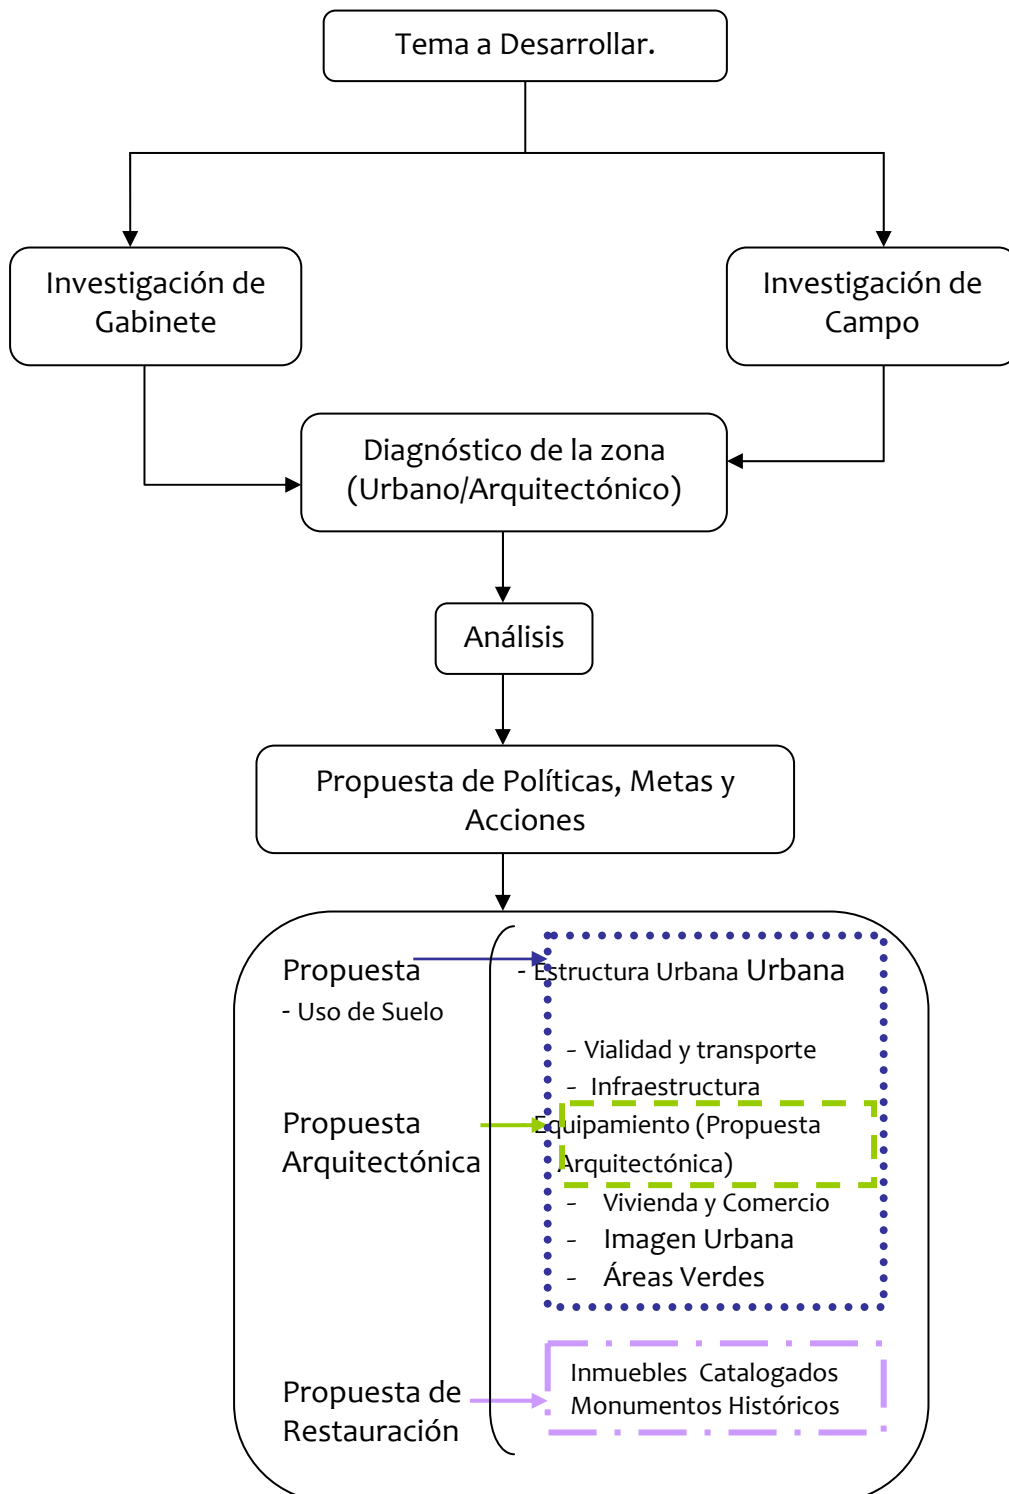 Tema a Desarrollar.
Investigación de
Gabinete
Investigación de
Campo
Diagnóstico de la zona
(Urbano/Arquitectónico)
Análisis
Propuesta de Políticas, Metas y
Acciones
Propuesta
- Estructura Urbana Urbana
- Uso de Suelo
- Vialidad y transporte
- Infraestructura
Propuesta
Arquitectónica
Equipamiento (Propuesta
Arquitectónica)
- Vivienda y Comercio
- Imagen Urbana
- Áreas Verdes
Propuesta de
Restauración
Inmuebles Catalogados
Monumentos Históricos